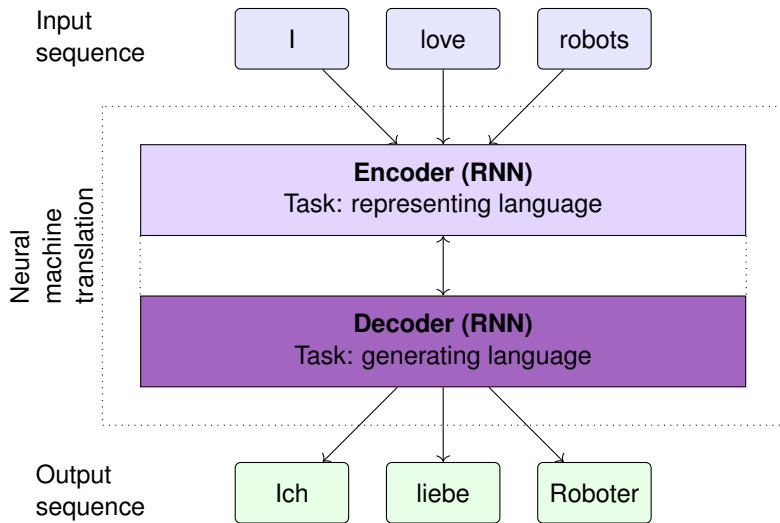 Input
sequence
I
love
robots
Neural
machine
translation
Encoder (RNN)
Task: representing language
Decoder (RNN)
Task: generating language
Output
sequence
Ich
liebe
Roboter